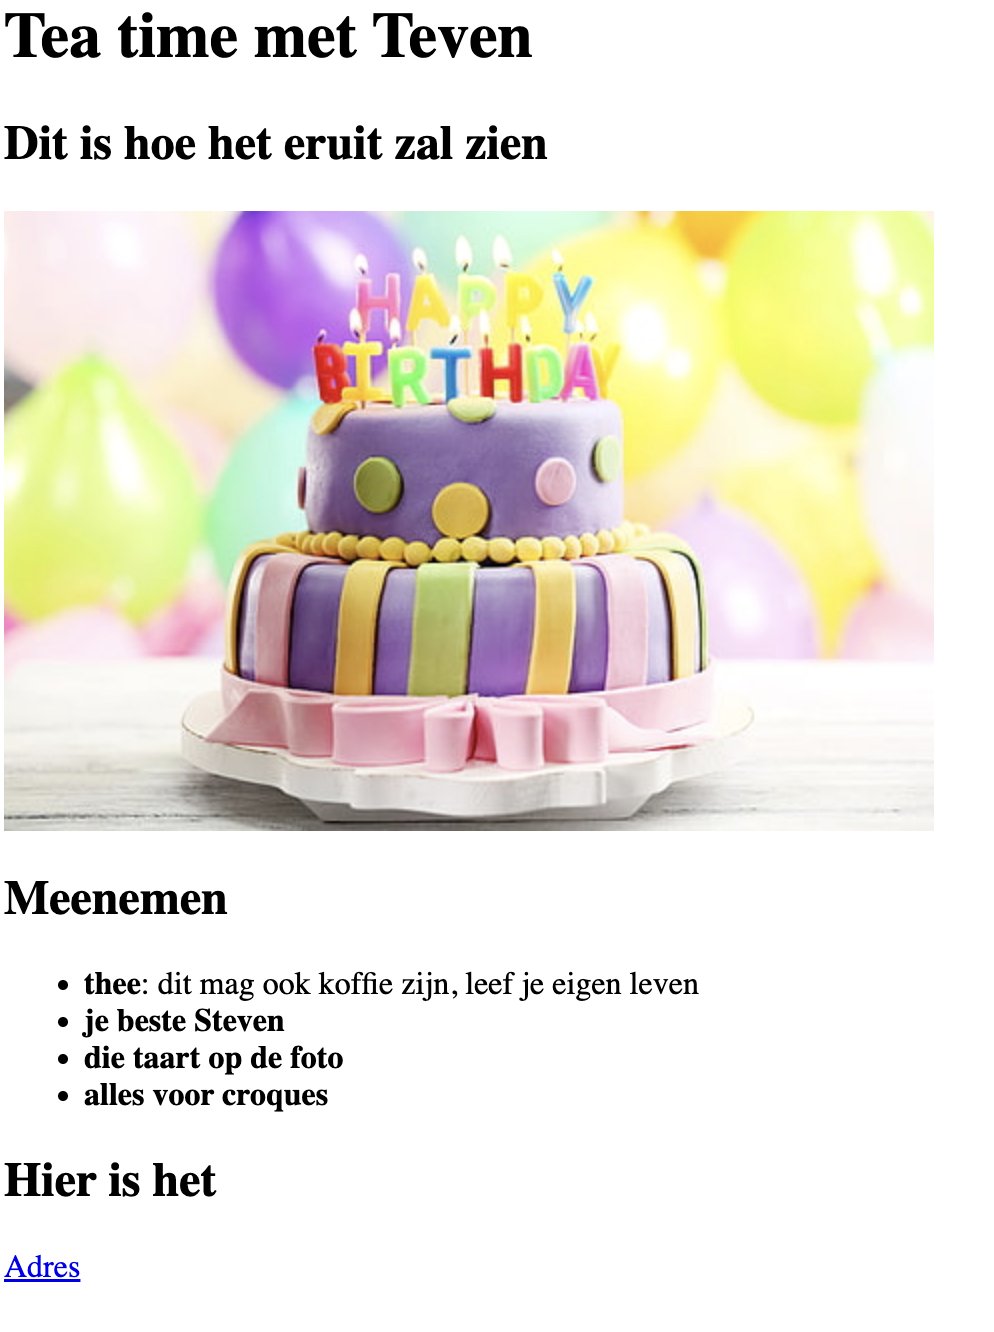 Tea time met Teven
Dit is hoe het eruit zal zien
HAPPY
BIRTHDAY
Meenemen
thee: dit mag ook koffie zijn, leef je eigen leven
je beste Steven
die taart op de foto
alles voor croques
Hier is het
Adres